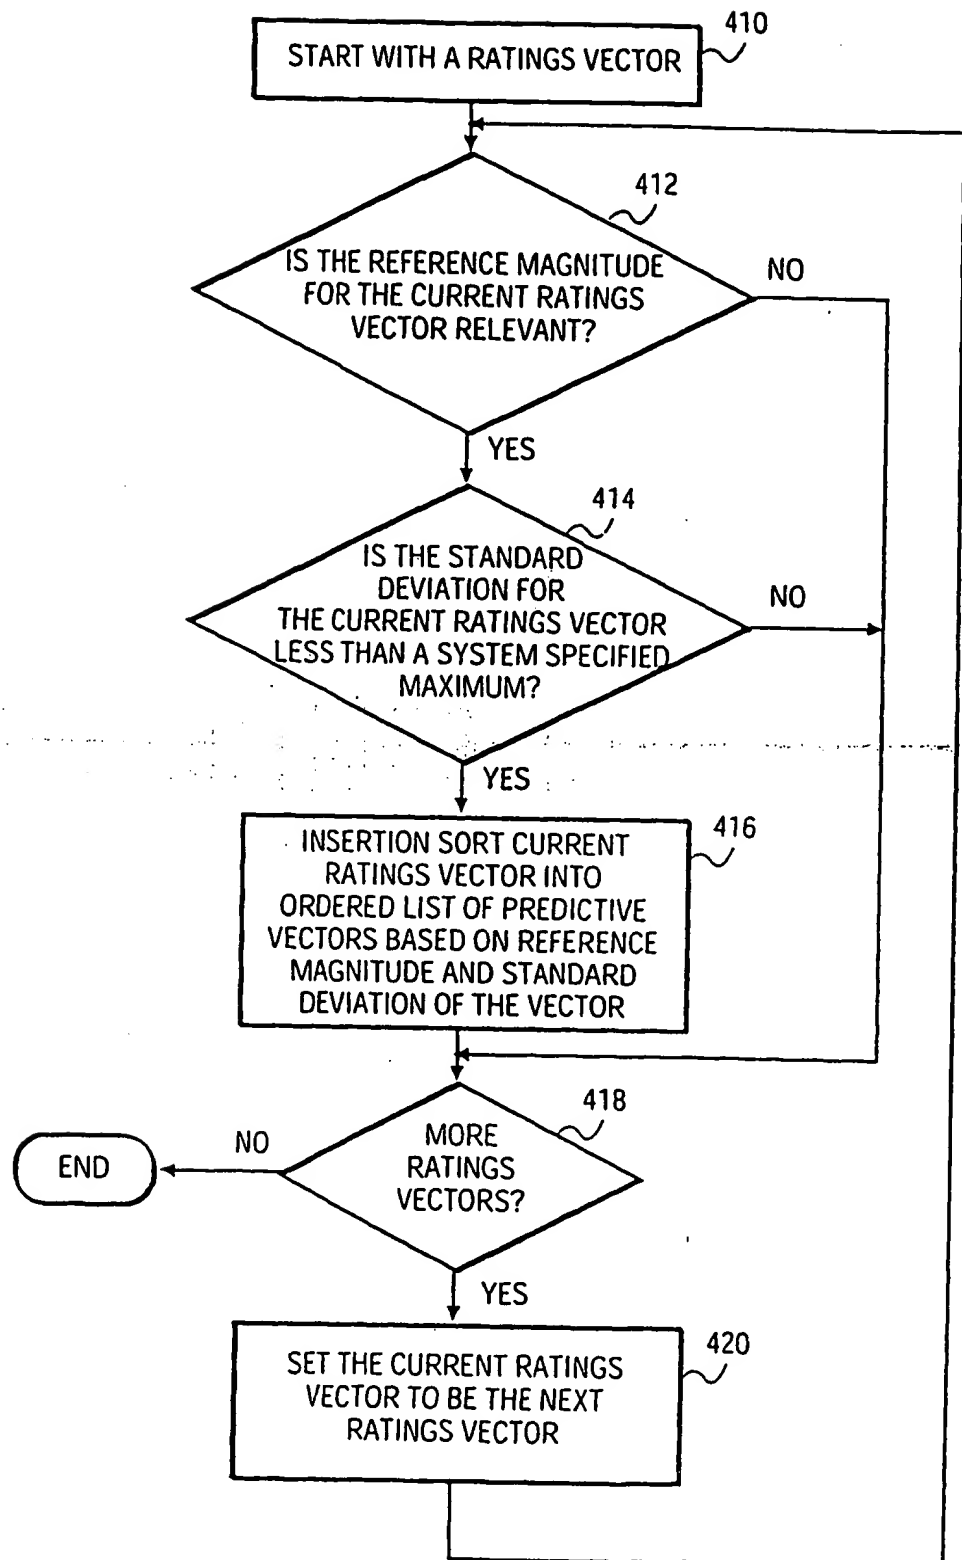 410
START WITH A RATINGS VECTOR
412
IS THE REFERENCE MAGNITUDE
FOR THE CURRENT RATINGS
VECTOR RELEVANT?
NO
YES
414
IS THE STANDARD
DEVIATION FOR
THE CURRENT RATINGS VECTOR
LESS THAN A SYSTEM SPECIFIED
MAXIMUM?
NO
YES
416
INSERTION SORT CURRENT
RATINGS VECTOR INTO
ORDERED LIST OF PREDICTIVE
VECTORS BASED ON REFERENCE
MAGNITUDE AND STANDARD
DEVIATION OF THE VECTOR
418
MORE
RATINGS
VECTORS?
NO
END
YES
420
SET THE CURRENT RATINGS
VECTOR TO BE THE NEXT
RATINGS VECTOR